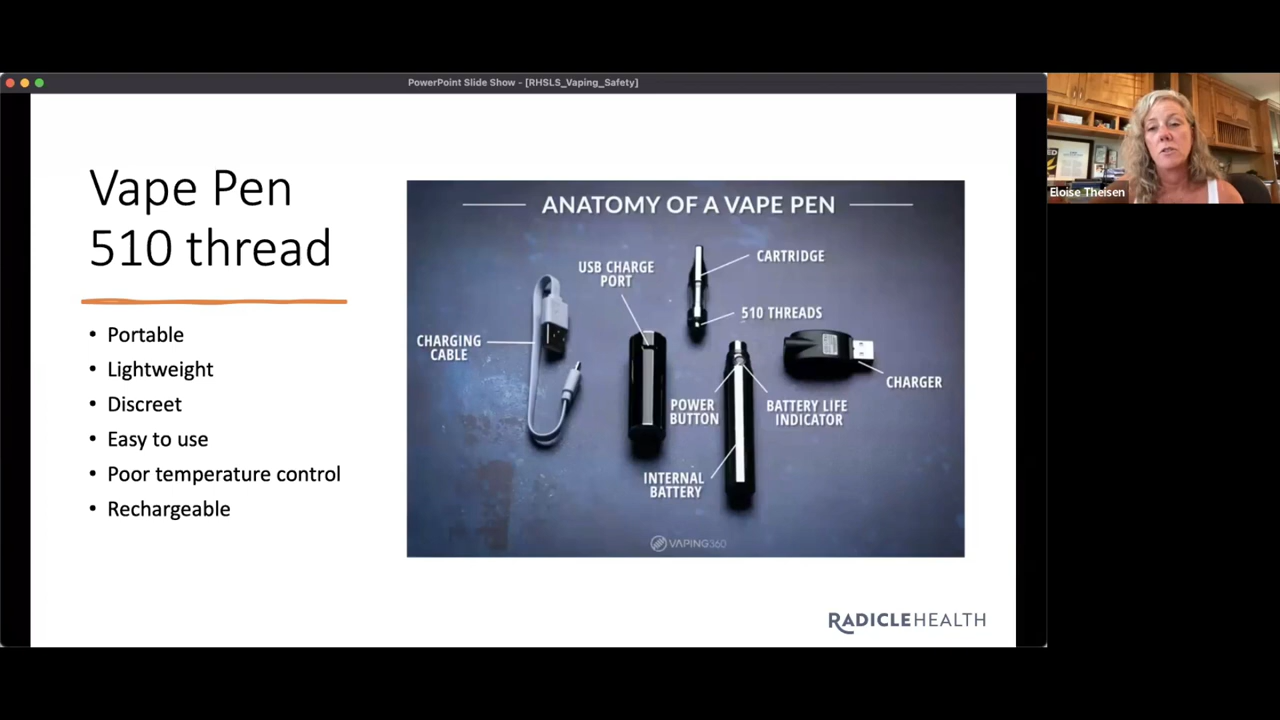 PowerPoint Slide Show - [RHSLS_Vaping_Safety]
Vape Pen
510 thread
• Portable
• Lightweight
• Discreet
• Easy to use
• Poor temperature control
• Rechargeable
ANATOMY OF A VAPE PEN
USB CHARGE
PORT
CARTRIDGE
510 THREADS
CHARGING
CABLE
CHARGER
POWER
BUTTON
BATTERY LIFE
INDICATOR
INTERNAL
BATTERY
VAPING360
RADICLEHEALTH
Eloise Theisen